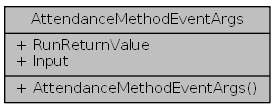 AttendanceMethodEventArgs
+ RunReturnValue
+ Input
+ AttendanceMethodEventArgs()